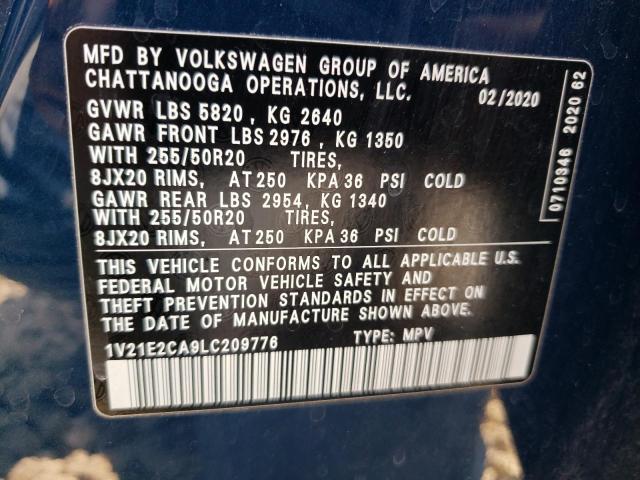 MFD BY VOLKSWAGEN GROUP OF AMERICA
CHATTANOOGA OPERATIONS, LLC.
02/2020
GVWR LBS 5820 , KG 2640
GAWR FRONT LBS 2976 , KG 1350
WITH 255/50R20 TIRES,
8JX20 RIMS, AT 250 KPA 36 PSI COLD
GAWR REAR LBS 2954, KG 1340
WITH 255/50R20 TIRES,
8JX20 RIMS, AT 250 KPA 36 PSI COLD
THIS VEHICLE CONFORMS TO ALL APPLICABLE U.S.
FEDERAL MOTOR VEHICLE SAFETY AND
THEFT PREVENTION STANDARDS IN EFFECT ON
THE DATE OF MANUFACTURE SHOWN ABOVE.
1V21E2CA9LC209776 TYPE: MPV
0710346 2020 62